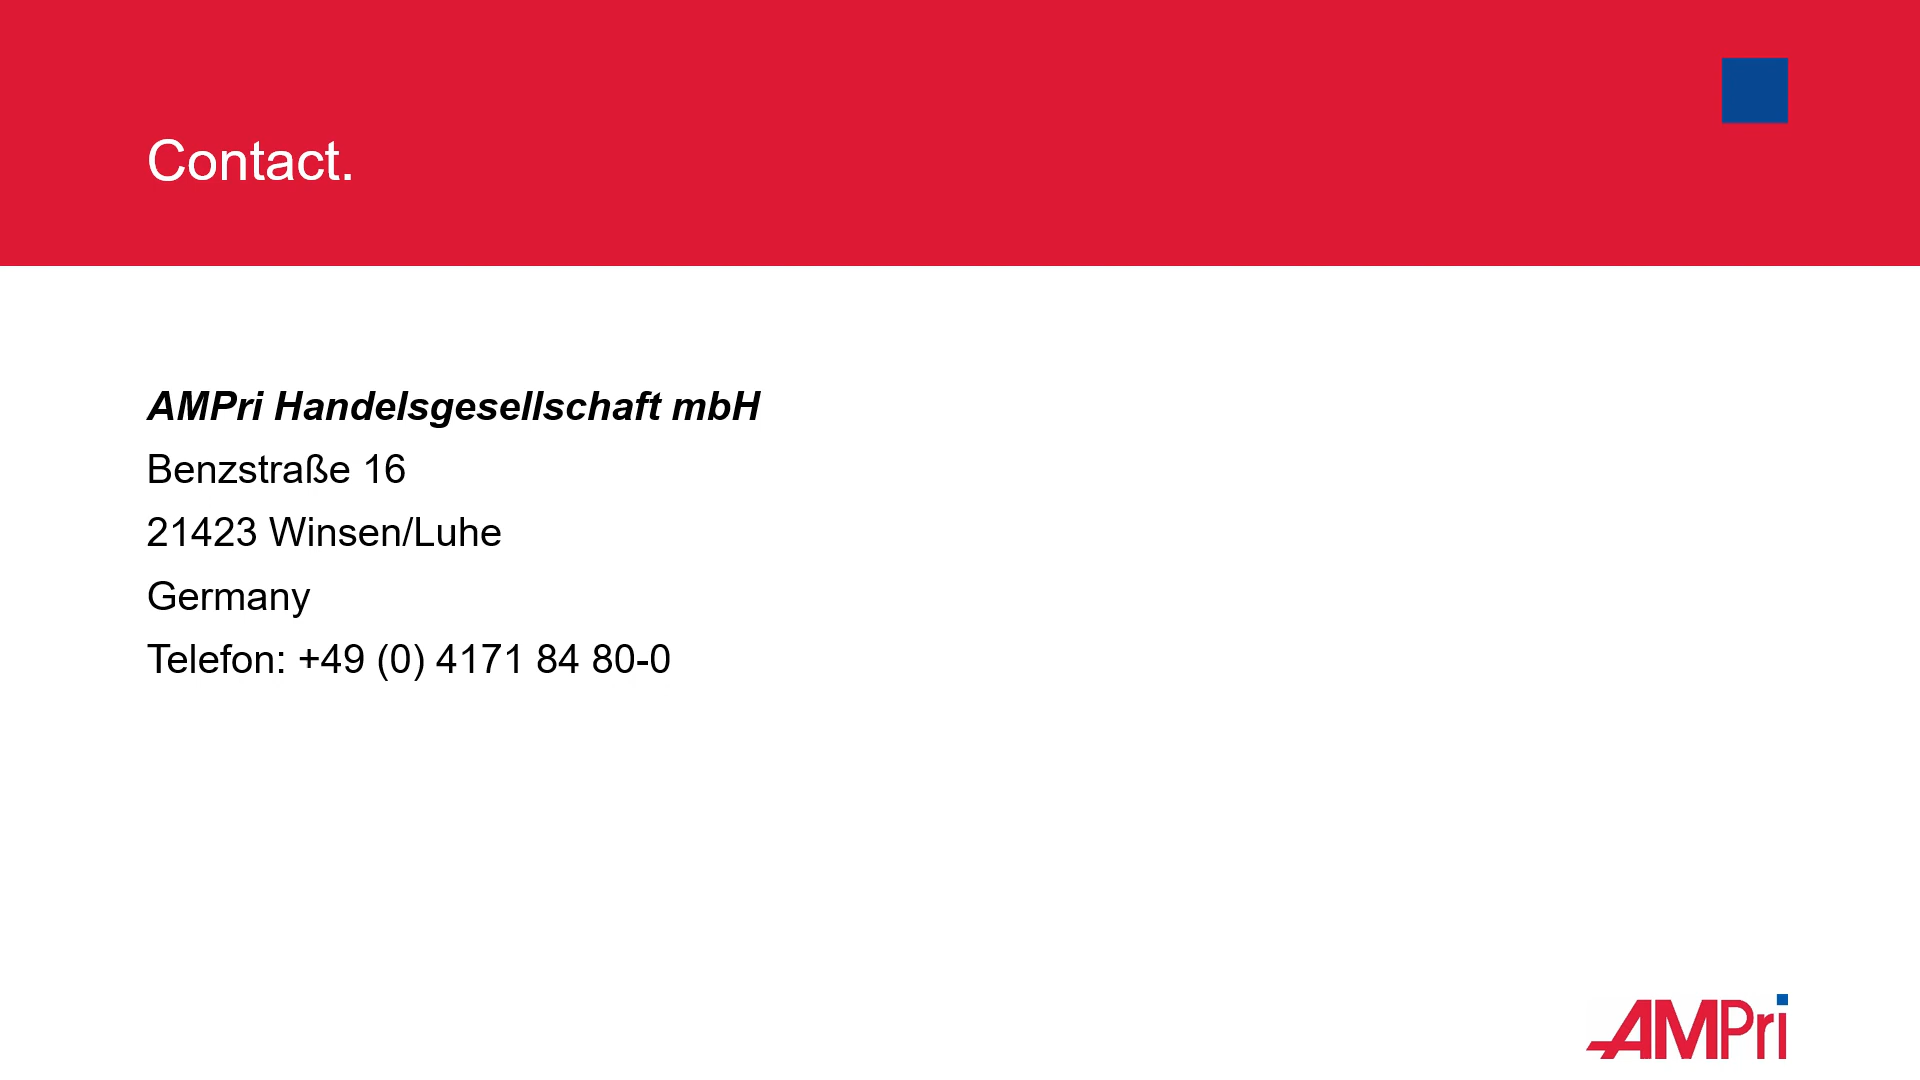 Contact.
AMPri Handelsgesellschaft mbH
Benzstraße 16
21423 Winsen/Luhe
Germany
Telefon: +49 (0) 4171 84 80-0
AMPri